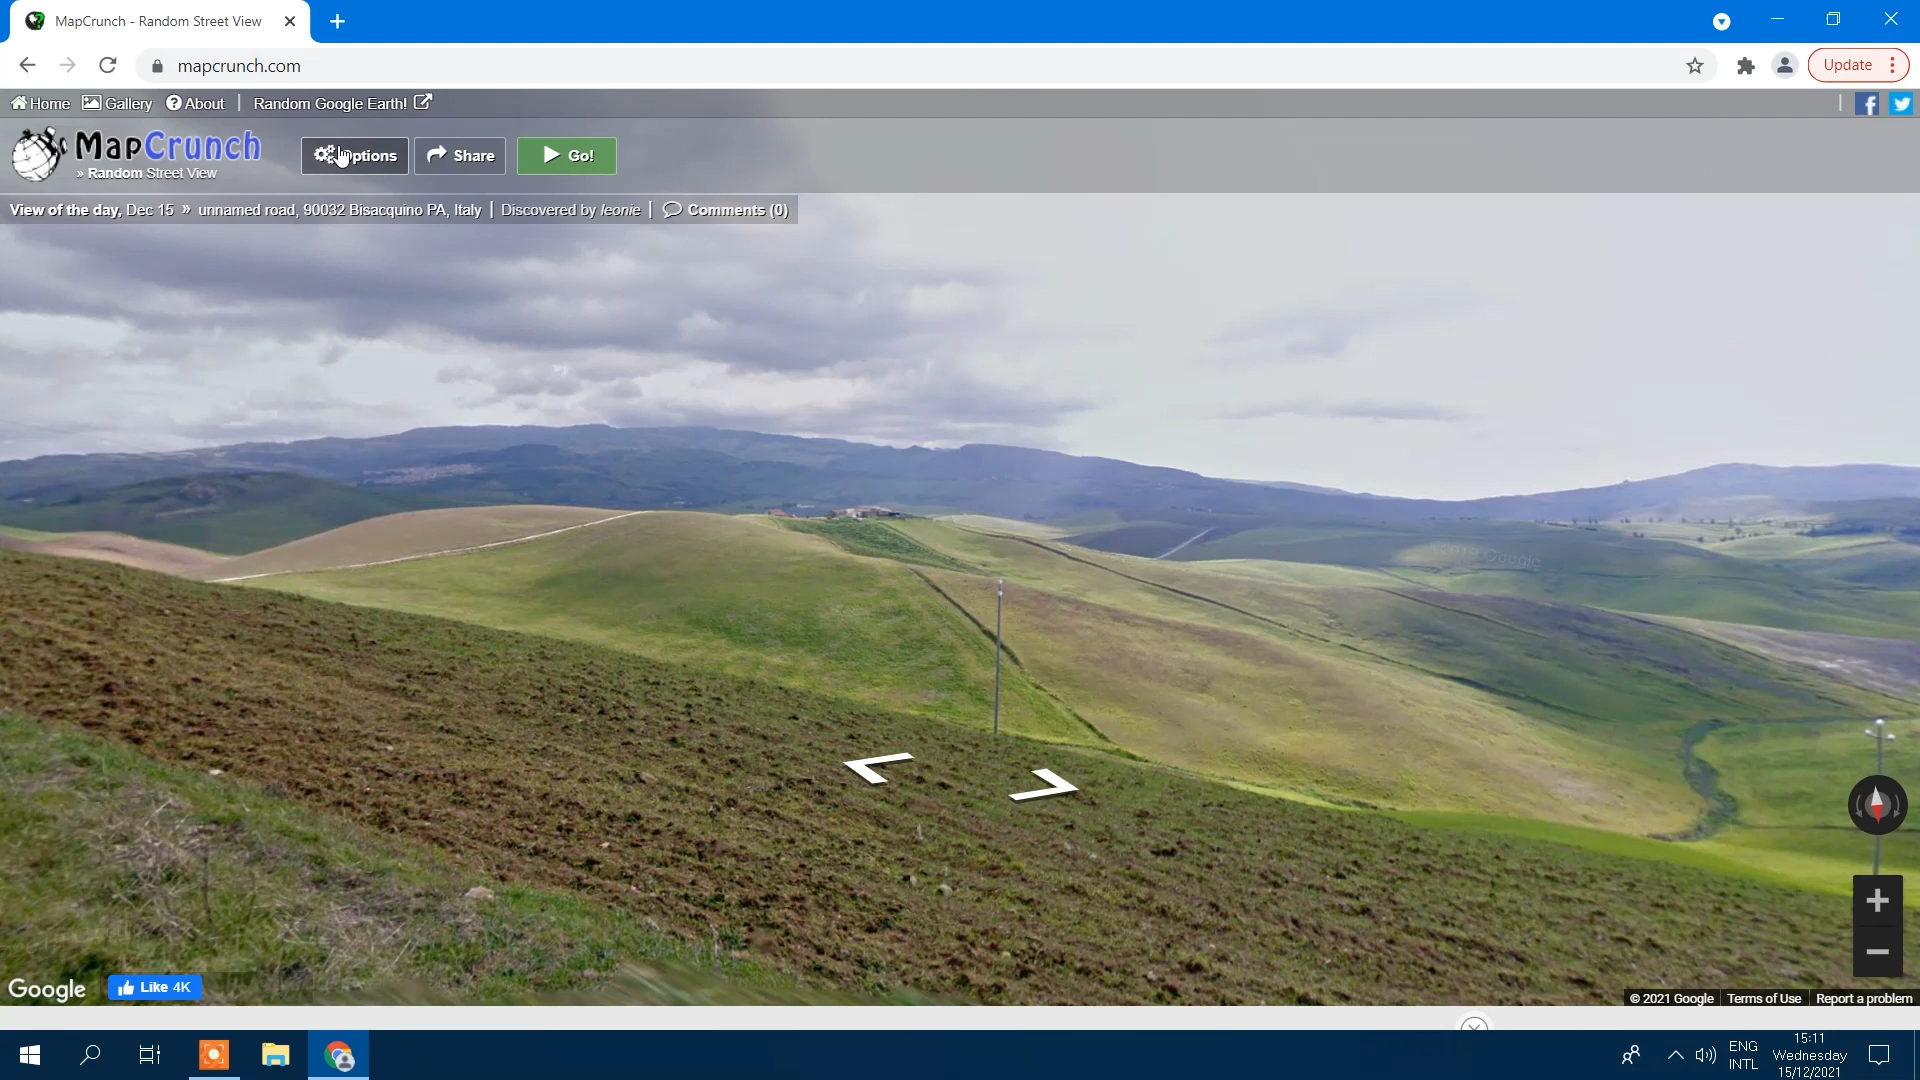 MapCrunch - Random Street View
mapcrunch.com
Update
Home Gallery About | Random Google Earth!
MapCrunch
» Random Street View
Options Share Go!
View of the day, Dec 15 » unnamed road, 90032 Bisacquino PA, Italy | Discovered by leonie | Comments (0)
Google
Like 4K
© 2021 Google Terms of Use Report a problem
ENG
INTL
15:11
Wednesday
15/12/2021